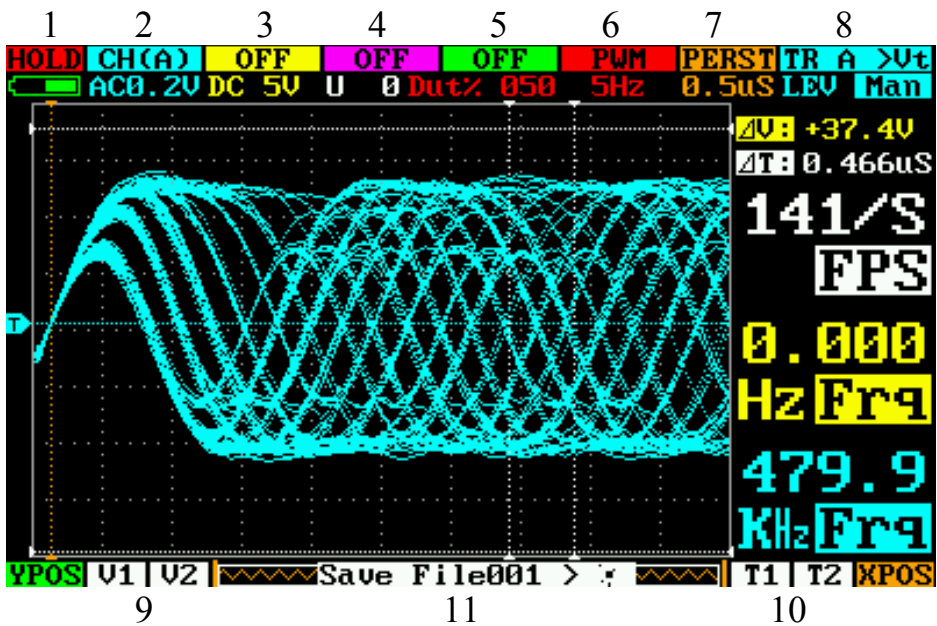 1 2 3 4 5 6 7 8
HOLD CH(A) OFF OFF OFF PWM PERST TR A >Vt
AC0.2V DC 5V U 0 Dut% 050 5Hz 0.5uS LEV Man
⊿V: +37.4V
⊿T: 0.466uS
141/S
FPS
T
0.000
Hz Frq
479.9
KHz Frq
YPOS V1 V2 Save File001 > T1 T2 XPOS
9 11 10